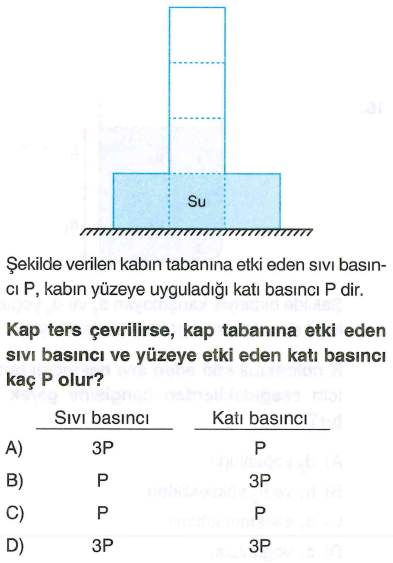 Su
Şekilde verilen kabın tabanına etki eden sıvı basın-
cı P, kabın yüzeye uyguladığı katı basıncı P dir.
Kap ters çevrilirse, kap tabanına etki eden
sıvı basıncı ve yüzeye etki eden katı basıncı
kaç P olur?
Sıvı basıncı Katı basıncı
A) 3P P
B) P 3P
C) P P
D) 3P 3P